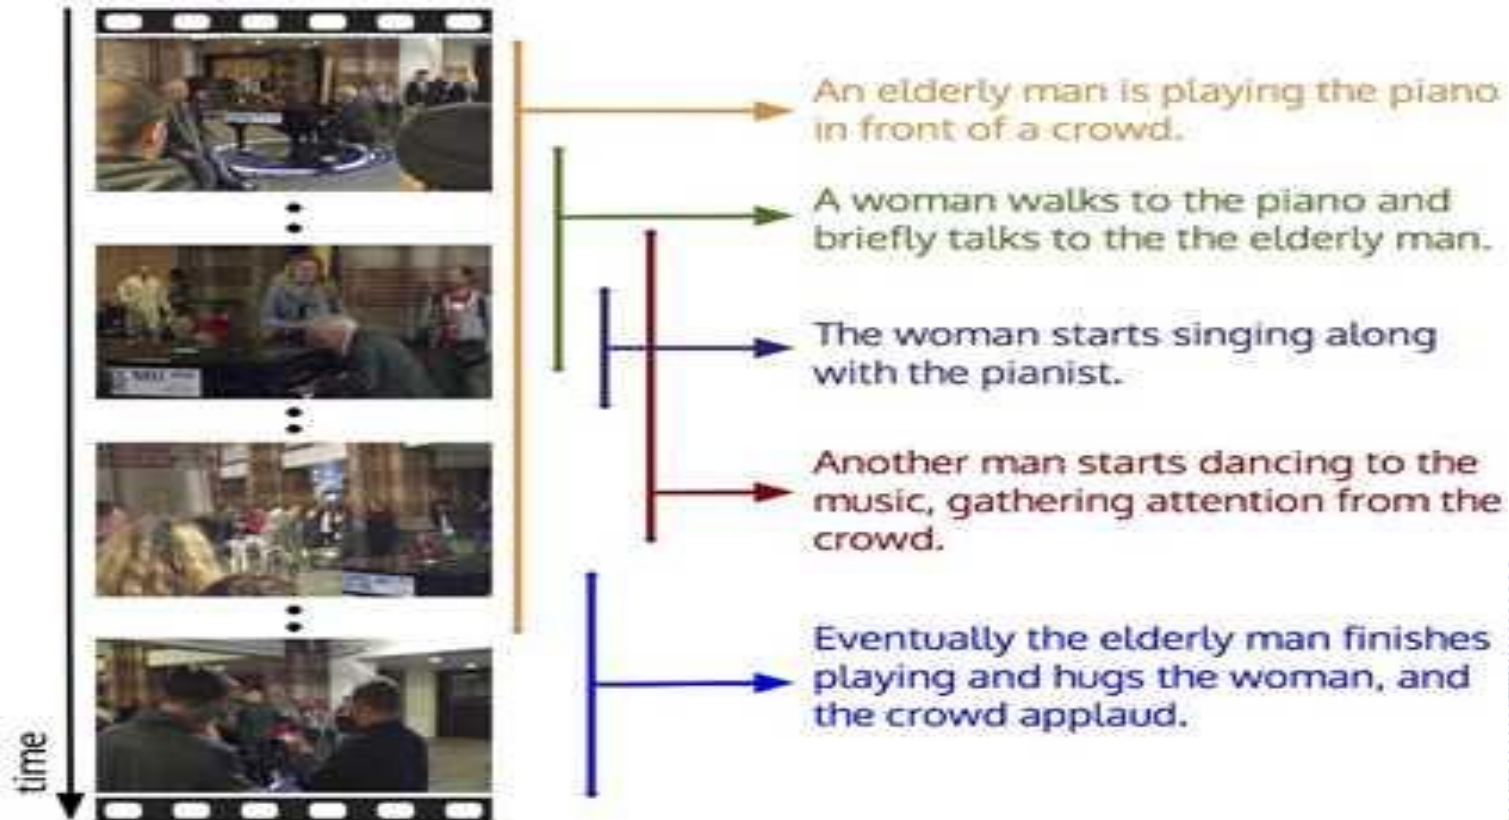 An elderly man is playing the piano
in front of a crowd.
A woman walks to the piano and
briefly talks to the the elderly man.
The woman starts singing along
with the pianist.
Another man starts dancing to the
music, gathering attention from the
crowd.
Eventually the elderly man finishes
playing and hugs the woman, and
the crowd applaud.
time